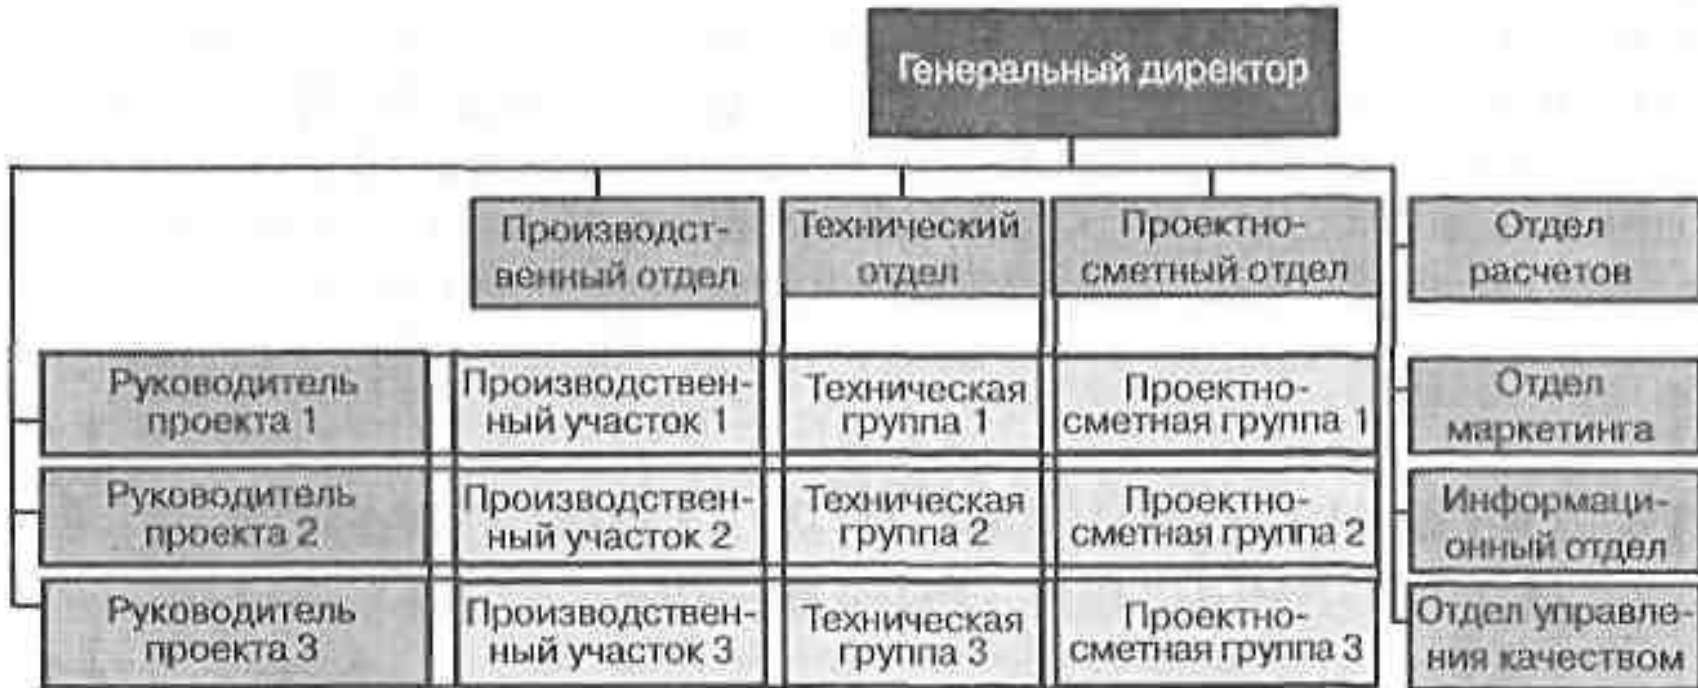 Генеральный директор
Производст-
венный отдел
Технический
отдел
Проектно-
сметный отдел
Отдел
расчетов
Руководитель
проекта 1
Производствен-
ный участок 1
Техническая
группа 1
Проектно-
сметная группа 1
Отдел
маркетинга
Руководитель
проекта 2
Производствен-
ный участок 2
Техническая
группа 2
Проектно-
сметная группа 2
Информаци-
онный отдел
Руководитель
проекта 3
Производствен-
ный участок 3
Техническая
группа 3
Проектно-
сметная группа 3
Отдел управле-
ния качеством